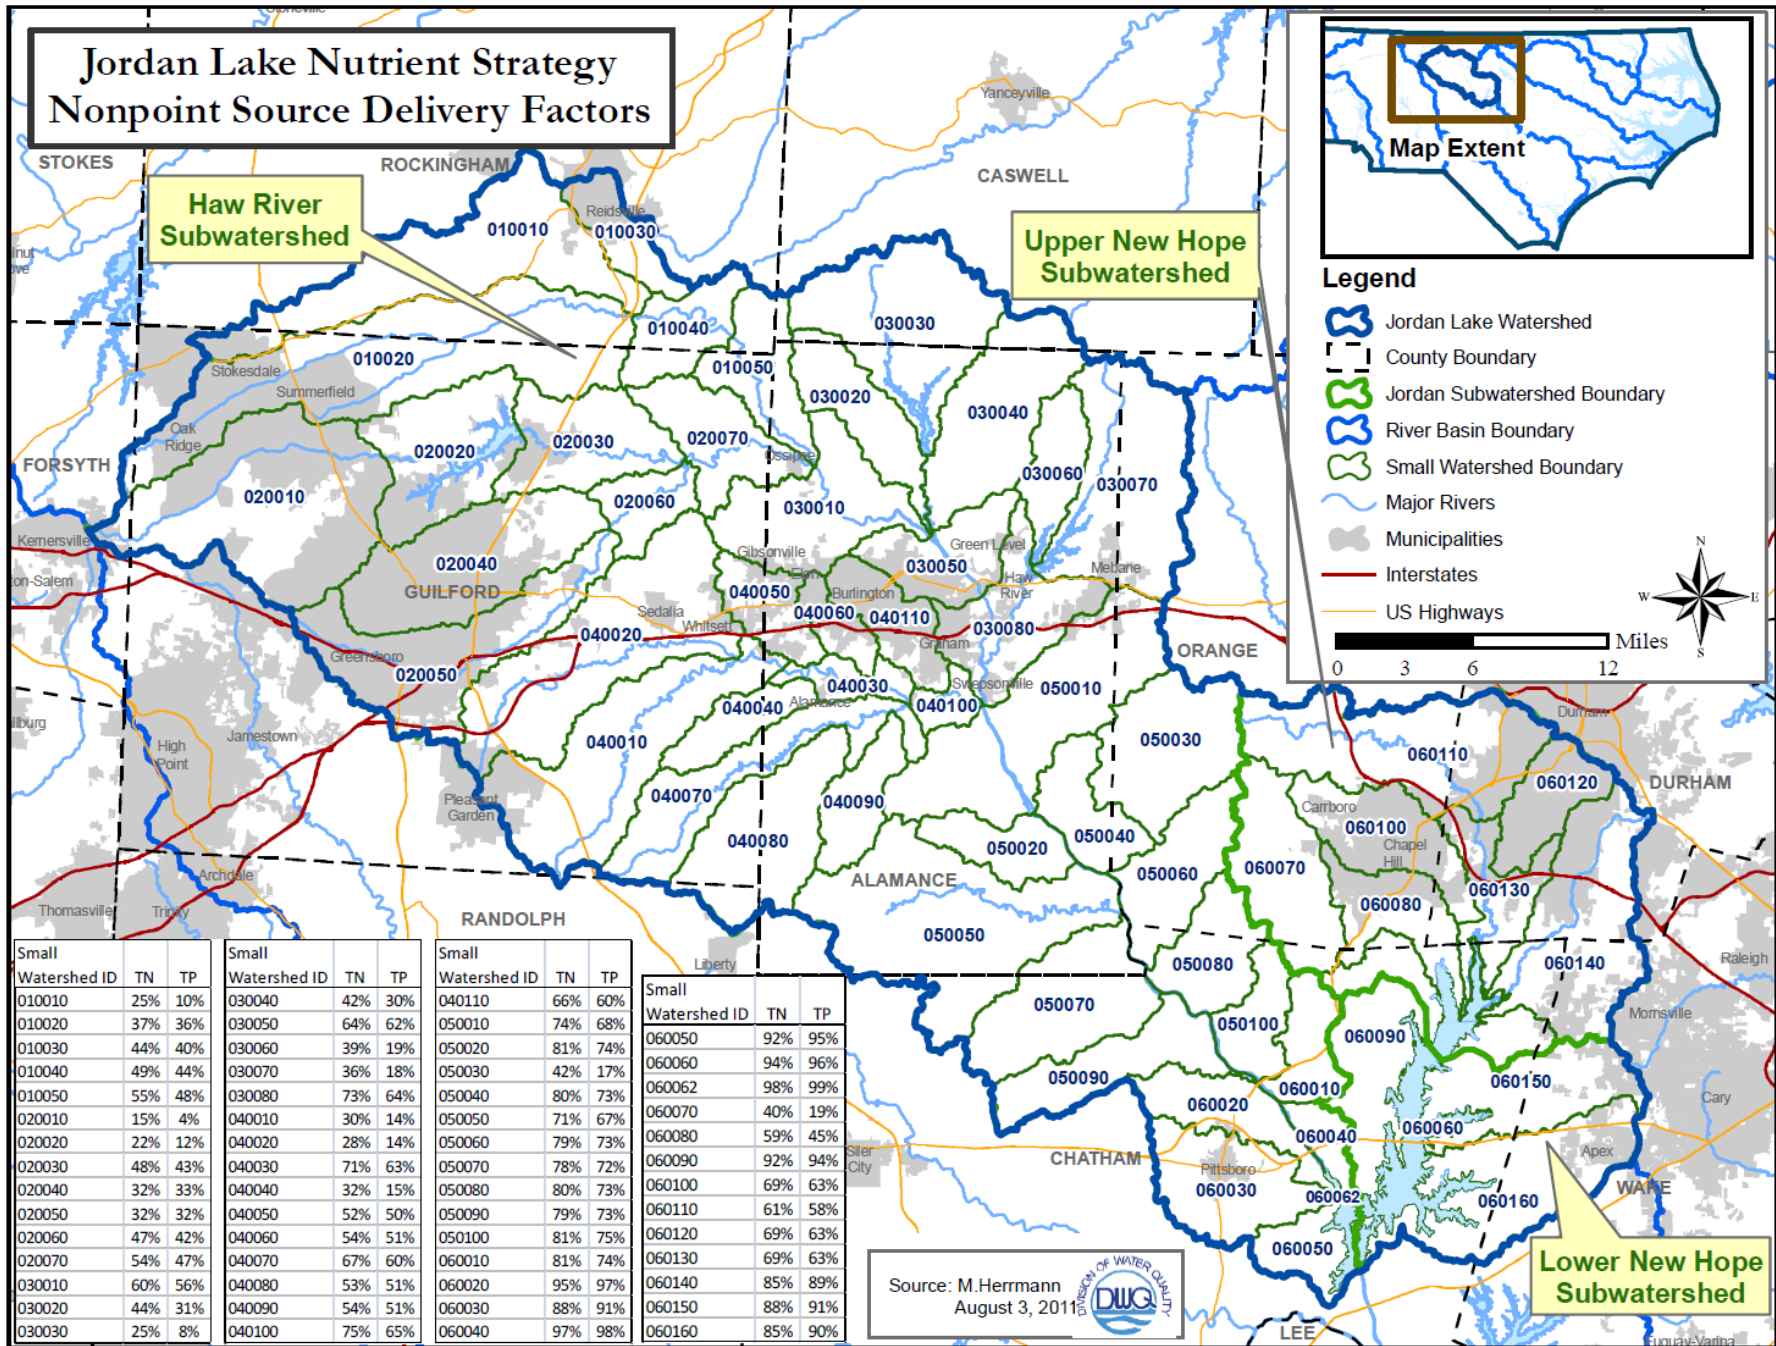 Jordan Lake Nutrient Strategy
Nonpoint Source Delivery Factors
Haw River
Subwatershed
Upper New Hope
Subwatershed
Lower New Hope
Subwatershed
Map Extent
Legend
Jordan Lake Watershed
County Boundary
Jordan Subwatershed Boundary
River Basin Boundary
Small Watershed Boundary
Major Rivers
Municipalities
Interstates
US Highways
N
W
E
S
Miles
0 3 6 12
STOKES
ROCKINGHAM
CASWELL
FORSYTH
GUILFORD
ORANGE
DURHAM
ALAMANCE
RANDOLPH
CHATHAM
WAKE
LEE
Yanceyville
Reidsville
Stokesdale
Summerfield
Oak
Ridge
Kernersville
ton-Salem
Ossipee
Gibsonville
Elon
Burlington
Green Level
Haw
River
Mebane
Sedalia
Whitsett
Graham
Swepsonville
Alamance
Greensboro
Jamestown
High
Point
Pleasant
Garden
Archdale
Thomasville
Trinity
Liberty
Durham
Carrboro
Chapel
Hill
Raleigh
Morrisville
Cary
Apex
Siler
City
Pittsboro
Fuquay-Varina
010010
010030
010040
010020
010050
030030
030020
030040
030060
030070
020010
020020
020030
020070
020060
030010
020040
030050
040050
040060
040110
030080
040020
020050
040030
040040
040100
050010
040010
050030
040070
040090
040080
050020
050040
050060
050050
050080
050070
050100
050090
060110
060120
060100
060070
060080
060130
060140
060090
060150
060010
060020
060040
060060
060030
060062
060160
060050
Small
Watershed ID TN TP
010010 25% 10%
010020 37% 36%
010030 44% 40%
010040 49% 44%
010050 55% 48%
020010 15% 4%
020020 22% 12%
020030 48% 43%
020040 32% 33%
020050 32% 32%
020060 47% 42%
020070 54% 47%
030010 60% 56%
030020 44% 31%
030030 25% 8%
Small
Watershed ID TN TP
030040 42% 30%
030050 64% 62%
030060 39% 19%
030070 36% 18%
030080 73% 64%
040010 30% 14%
040020 28% 14%
040030 71% 63%
040040 32% 15%
040050 52% 50%
040060 54% 51%
040070 67% 60%
040080 53% 51%
040090 54% 51%
040100 75% 65%
Small
Watershed ID TN TP
040110 66% 60%
050010 74% 68%
050020 81% 74%
050030 42% 17%
050040 80% 73%
050050 71% 67%
050060 79% 73%
050070 78% 72%
050080 80% 73%
050090 79% 73%
050100 81% 75%
060010 81% 74%
060020 95% 97%
060030 88% 91%
060040 97% 98%
Small
Watershed ID TN TP
060050 92% 95%
060060 94% 96%
060062 98% 99%
060070 40% 19%
060080 59% 45%
060090 92% 94%
060100 69% 63%
060110 61% 58%
060120 69% 63%
060130 69% 63%
060140 85% 89%
060150 88% 91%
060160 85% 90%
Source: M.Herrmann
August 3, 2011
DIVISION OF WATER QUALITY
DWQ